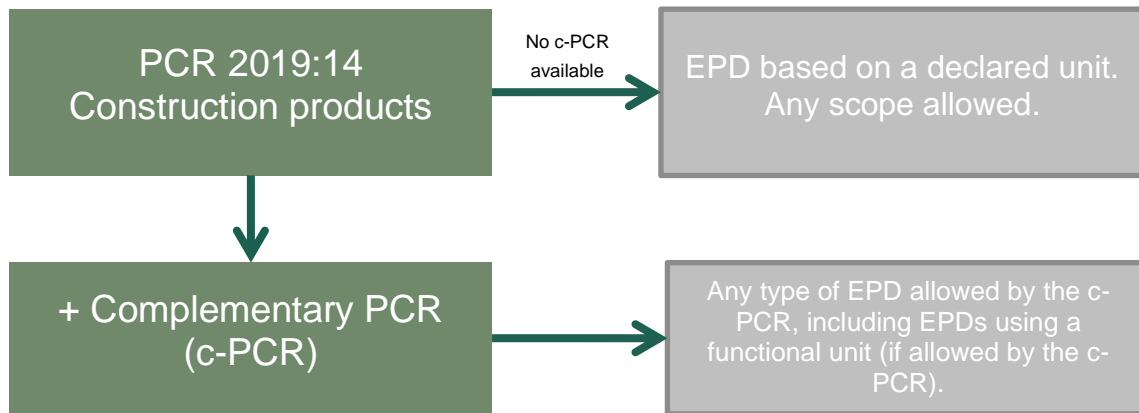 PCR 2019:14
Construction products
No c-PCR
available
EPD based on a declared unit.
Any scope allowed.
+ Complementary PCR
(c-PCR)
Any type of EPD allowed by the c-
PCR, including EPDs using a
functional unit (if allowed by the c-
PCR).